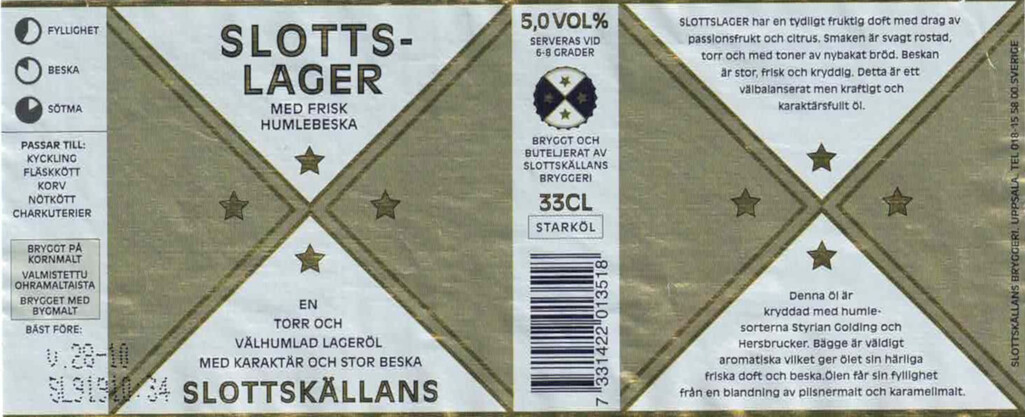 FYLLIGHET
BESKA
SÖTMA
PASSAR TILL:
KYCKLING
FLÄSKKÖTT
KORV
NÖTKÖTT
CHARKUTERIER
BRYGGT PÅ
KORNMALT
VALMISTETTU
OHRAMALTAISTA
BRYGGET MED
BYGMALT
BÄST FÖRE:
v.28-10
SLOTTS-
LAGER
MED FRISK
HUMLEBESKA
EN
TORR OCH
VÄLHUMLAD LAGERÖL
MED KARAKTÄR OCH STOR BESKA
SLOTTSKÄLLANS
5,0 VOL%
SERVERAS VID
6-8 GRADER
BRYGGT OCH
BUTELJERAT AV
SLOTTSKÄLLANS
BRYGGERI
33CL
STARKÖL
7 331422 013518
SLOTTSLAGER har en tydligt fruktig doft med drag av
passionsfrukt och citrus. Smaken är svagt rostad,
torr och med toner av nybakat bröd. Beskan
är stor, frisk och kryddig. Detta är ett
välbalanserat men kraftigt och
karaktärsfullt öl.
Denna öl är
kryddad med humle-
sorterna Styrian Golding och
Hersbrucker. Bägge är väldigt
aromatiska vilket ger ölet sin härliga
friska doft och beska.Ölen får sin fyllighet
från en blandning av pilsnermalt och karamellmalt.
SLOTTSKÄLLANS BRYGGERI. UPPSALA. TEL 018-15 58 00 SVERIGE